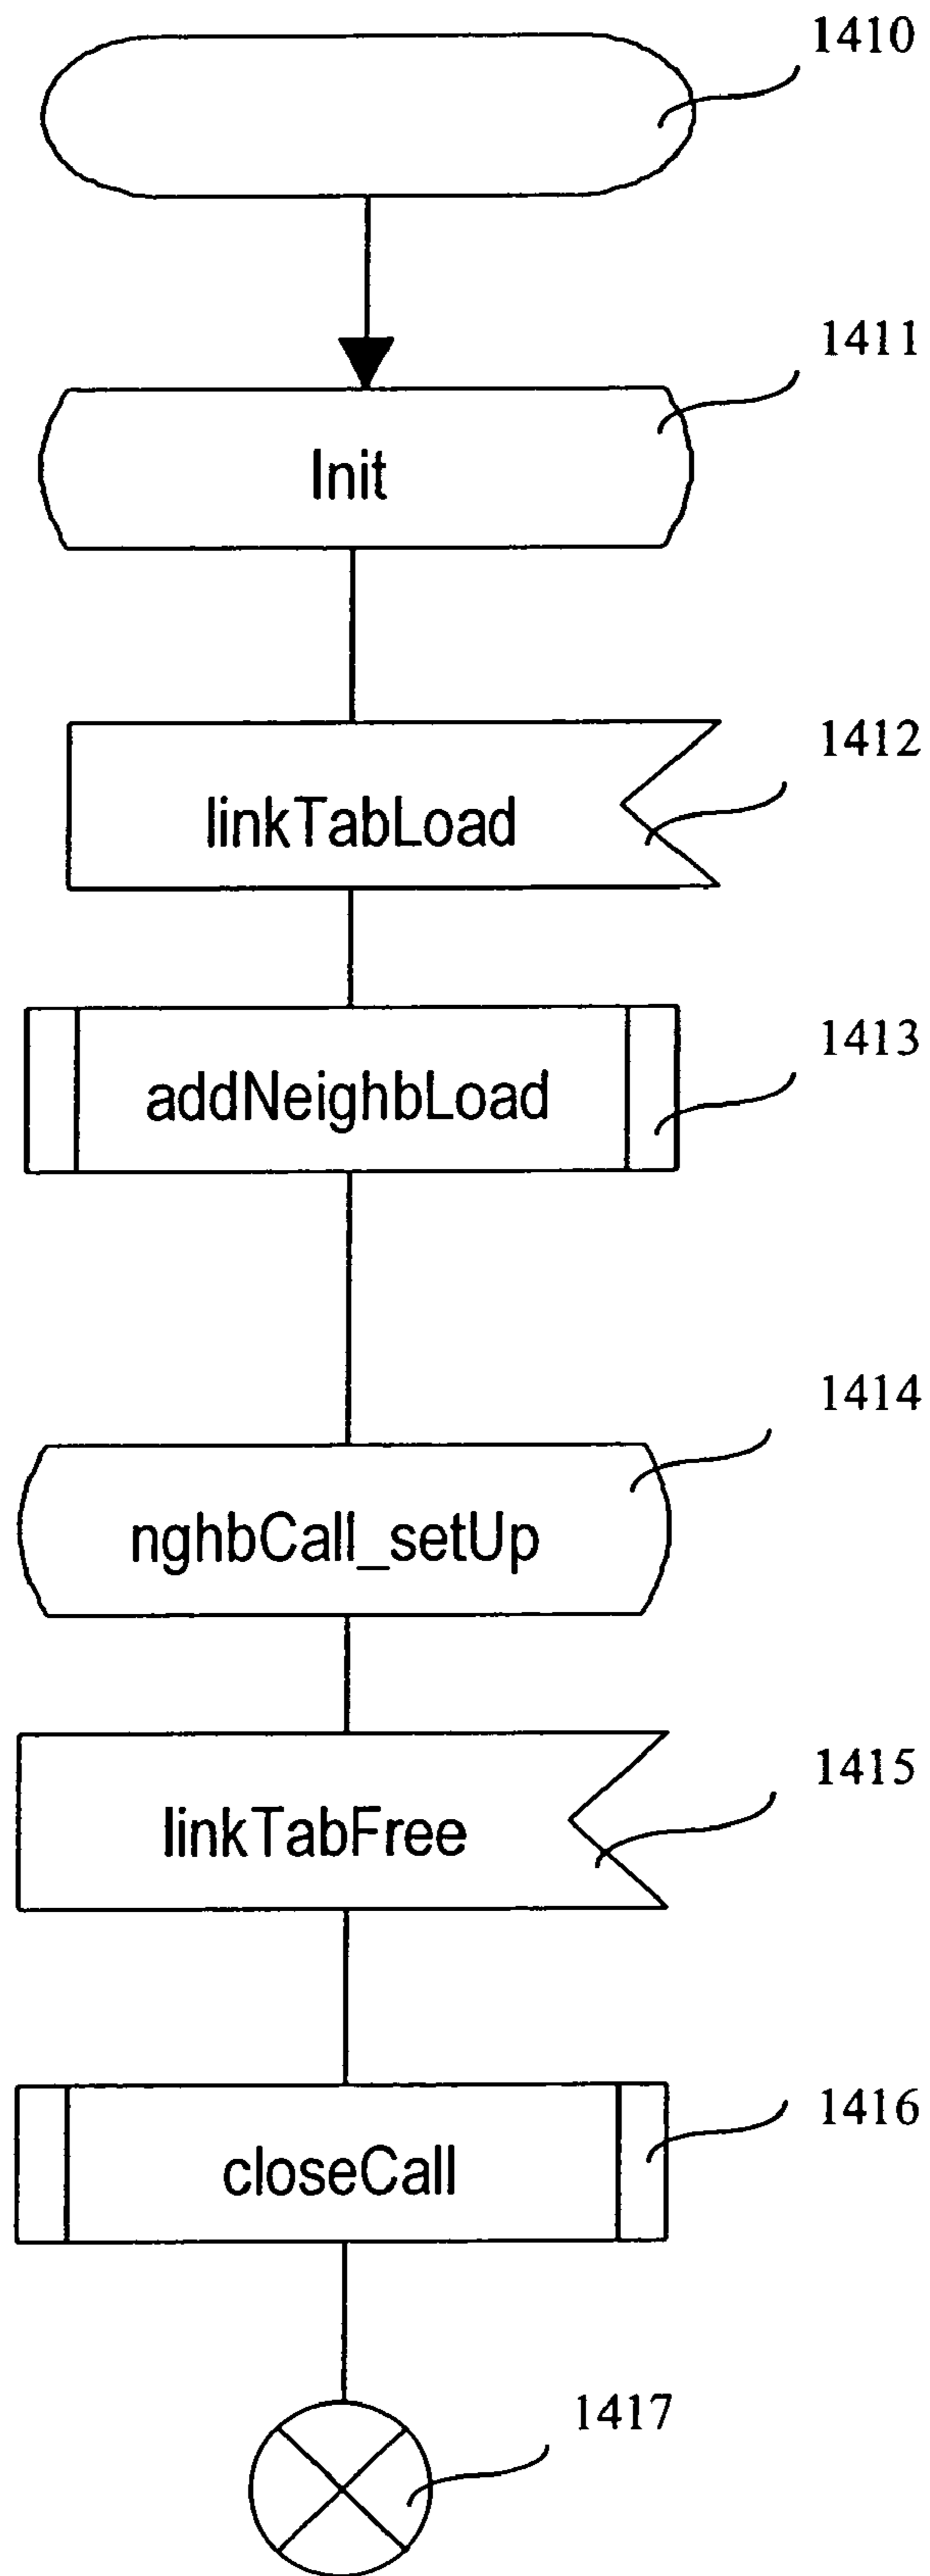 1410
1411
Init
1412
linkTabLoad
1413
addNeighbLoad
1414
nghbCall_setUp
1415
linkTabFree
1416
closeCall
1417